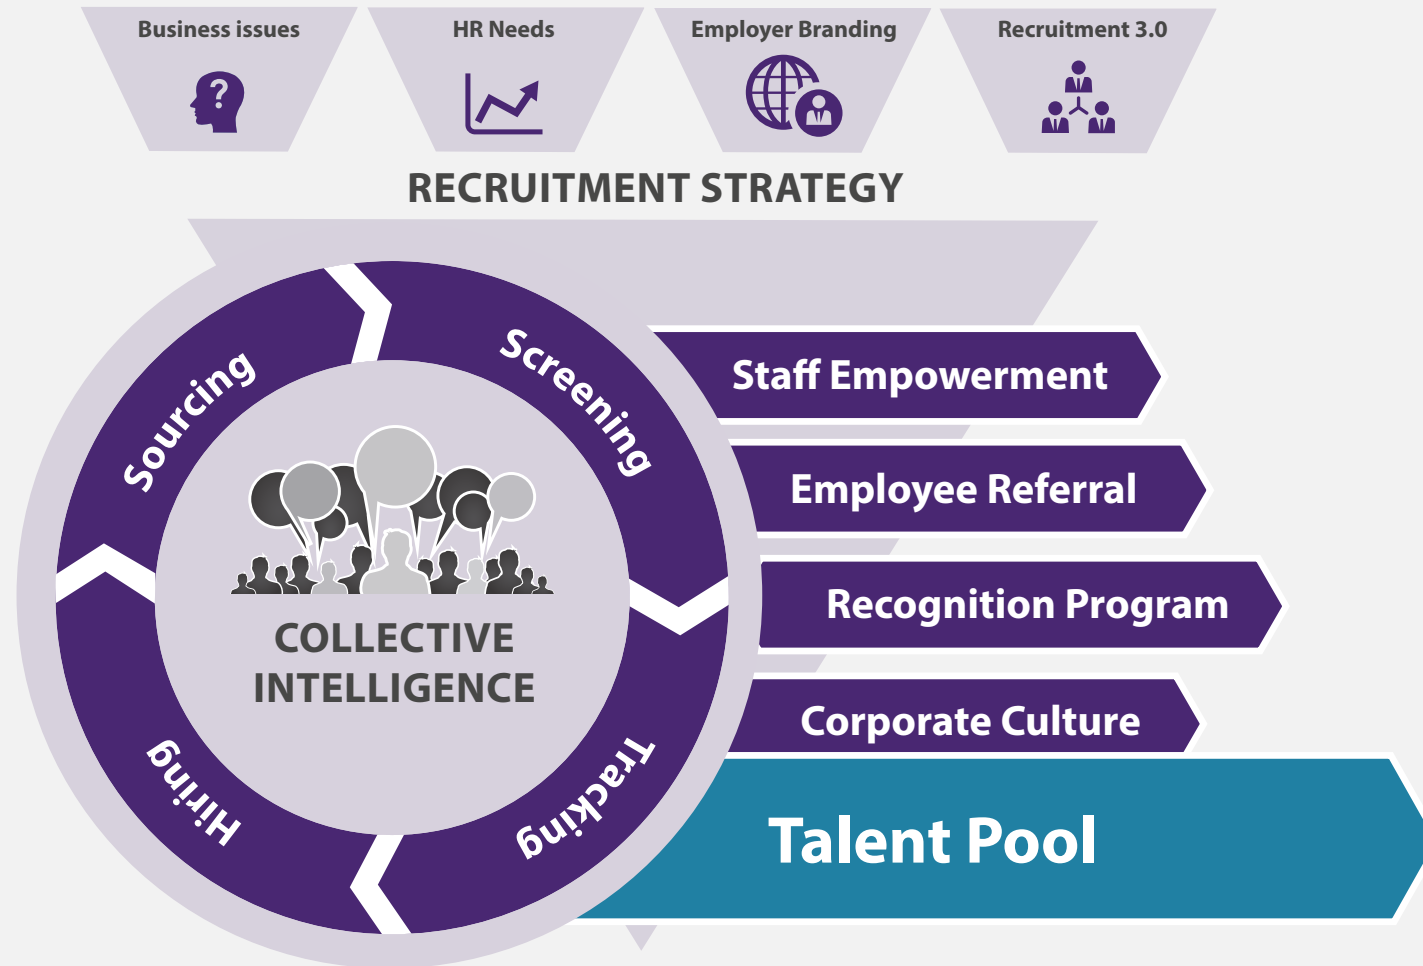 Business issues
HR Needs
Employer Branding
Recruitment 3.0
?
RECRUITMENT STRATEGY
Sourcing
Screening
Tracking
Hiring
COLLECTIVE
INTELLIGENCE
Staff Empowerment
Employee Referral
Recognition Program
Corporate Culture
Talent Pool